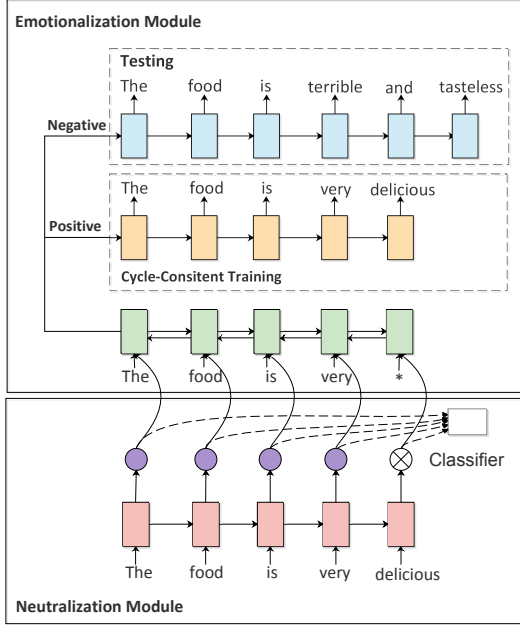 Emotionalization Module
Testing
The food is terrible and tasteless
Negative
The food is very delicious
Positive
Cycle-Consitent Training
The food is very *
Classifier
The food is very delicious
Neutralization Module